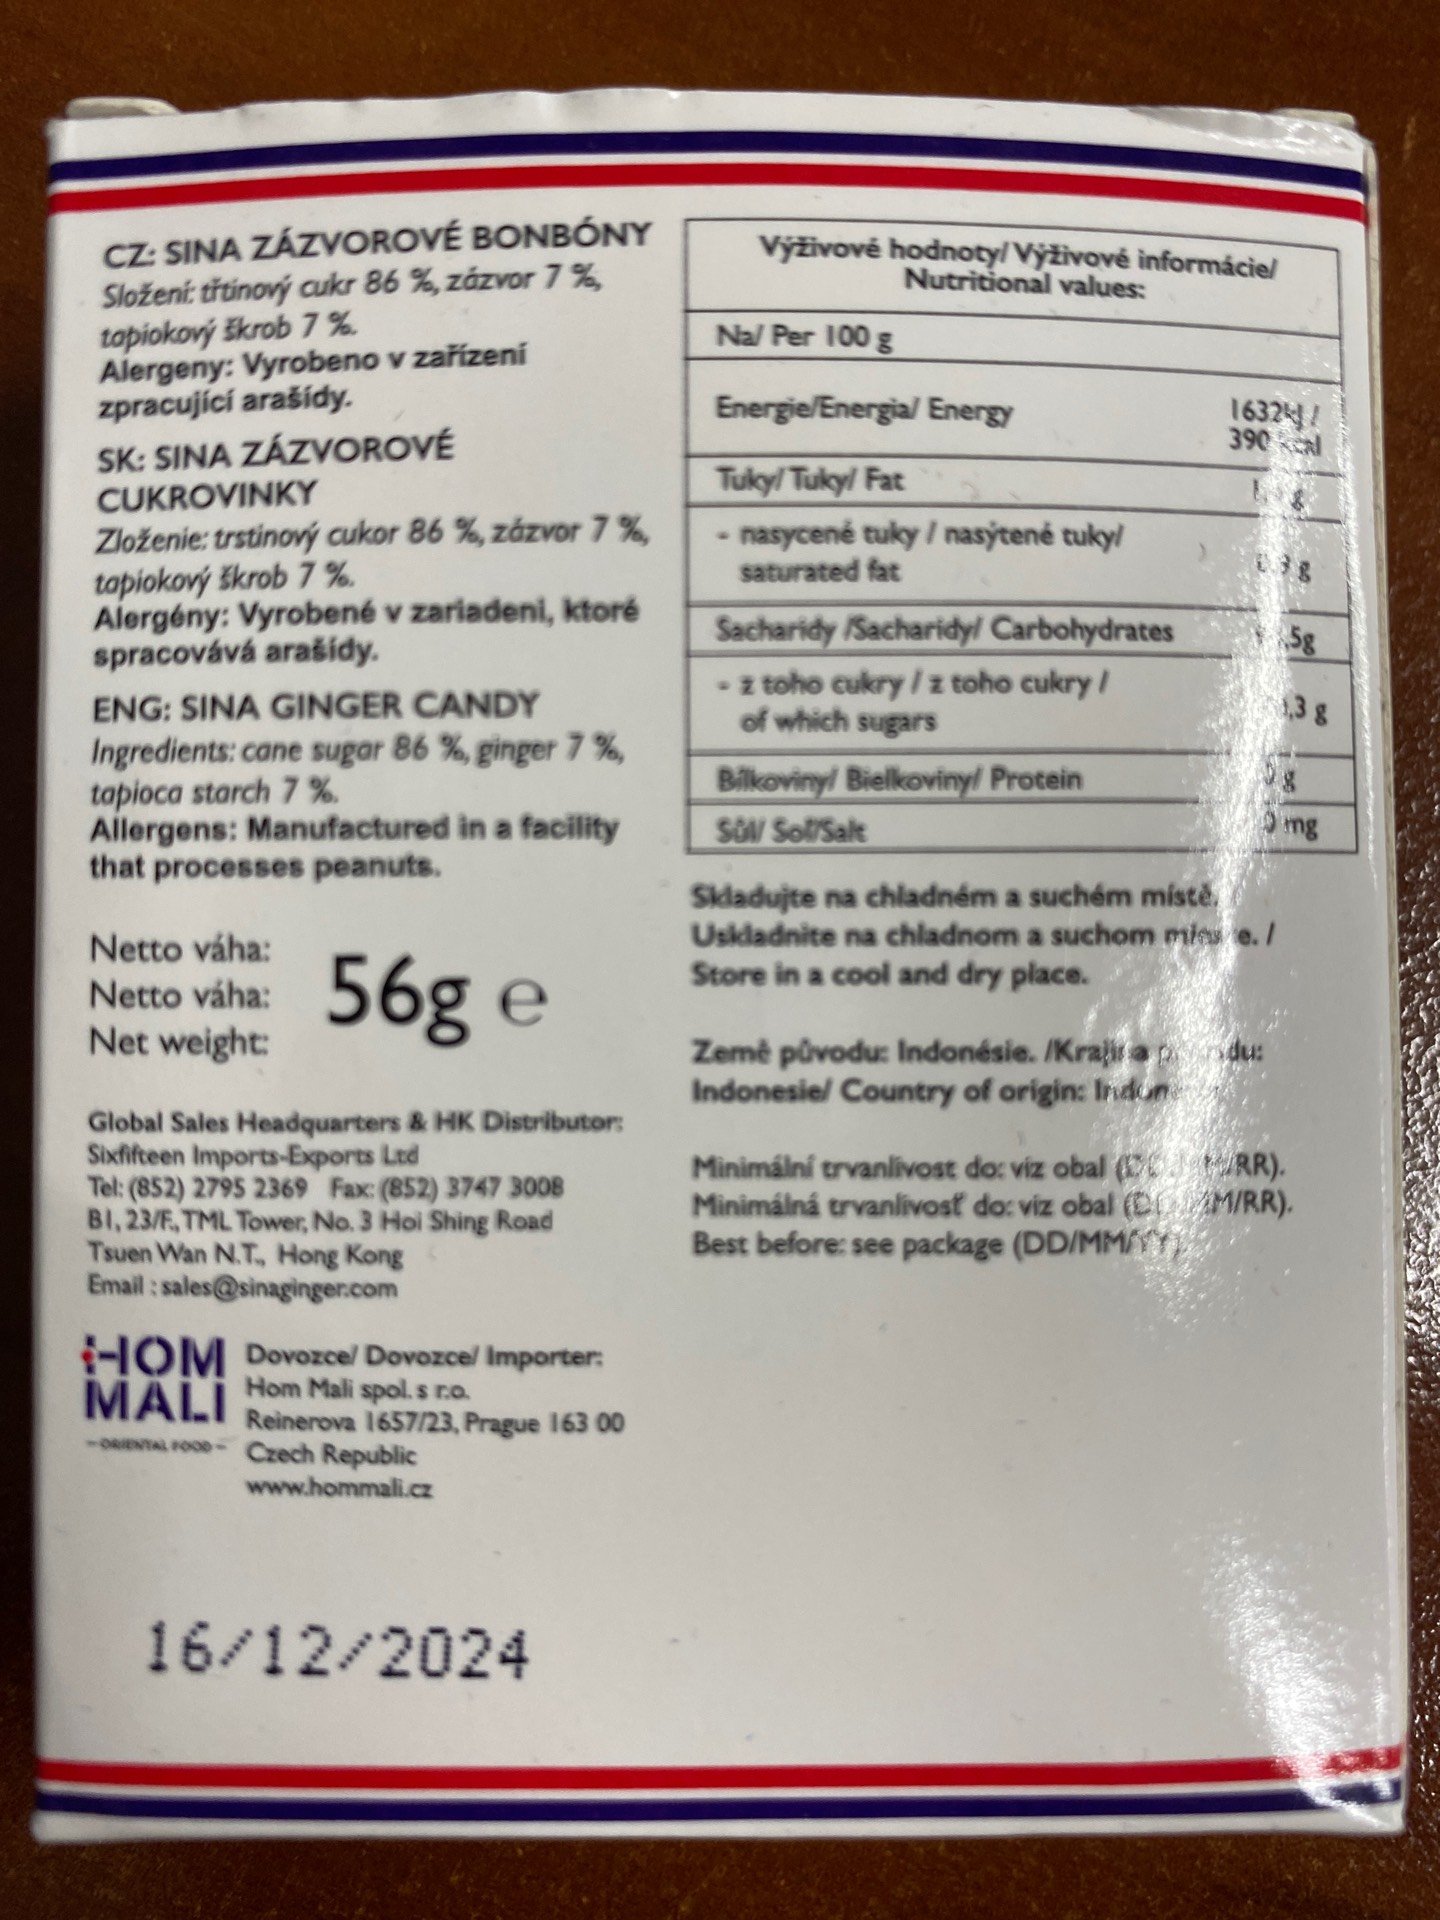 CZ: SINA ZÁZVOROVÉ BONBÓNY
Složení: třtinový cukr 86 %, zázvor 7 %,
tapiokový škrob 7 %.
Alergeny: Vyrobeno v zařízení
zpracující arašídy.
SK: SINA ZÁZVOROVÉ
CUKROVINKY
Zloženie: trstinový cukor 86 %, zázvor 7 %,
tapiokový škrob 7 %.
Alergény: Vyrobené v zariadeni, ktoré
spracovává arašídy.
ENG: SINA GINGER CANDY
Ingredients: cane sugar 86 %, ginger 7 %,
tapioca starch 7 %.
Allergens: Manufactured in a facility
that processes peanuts.
Netto váha:
Netto váha:
Net weight:
56g e
Global Sales Headquarters & HK Distributor:
Sixfifteen Imports-Exports Ltd
Tel: (852) 2795 2369 Fax: (852) 3747 3008
B1, 23/F., TML Tower, No. 3 Hoi Shing Road
Tsuen Wan N.T., Hong Kong
Email : sales@sinaginger.com
HOM
MALI
ORIENTAL FOOD
Dovozce/ Dovozce/ Importer:
Hom Mali spol. s r.o.
Reinerova 1657/23, Prague 163 00
Czech Republic
www.hommali.cz
16/12/2024
Výživové hodnoty/ Výživové informácie/
Nutritional values:
Na/ Per 100 g
Energie/Energia/ Energy 1632kJ /
390 kcal
Tuky/ Tuky/ Fat g
- nasycené tuky / nasýtené tuky/
saturated fat g
Sacharidy /Sacharidy/ Carbohydrates
- z toho cukry / z toho cukry /
of which sugars g
Bílkoviny/ Bielkoviny/ Protein g
Sůl/ Soľ/Salt mg
Skladujte na chladném a suchém místě.
Uskladnite na chladnom a suchom /
Store in a cool and dry place.
Země původu: Indonésie. /Krajina
Indonesie/ Country of origin:
Minimální trvanlivost do: viz obal
Minimálná trvanlivosť do: viz obal
Best before: see package (DD/MM/YY)